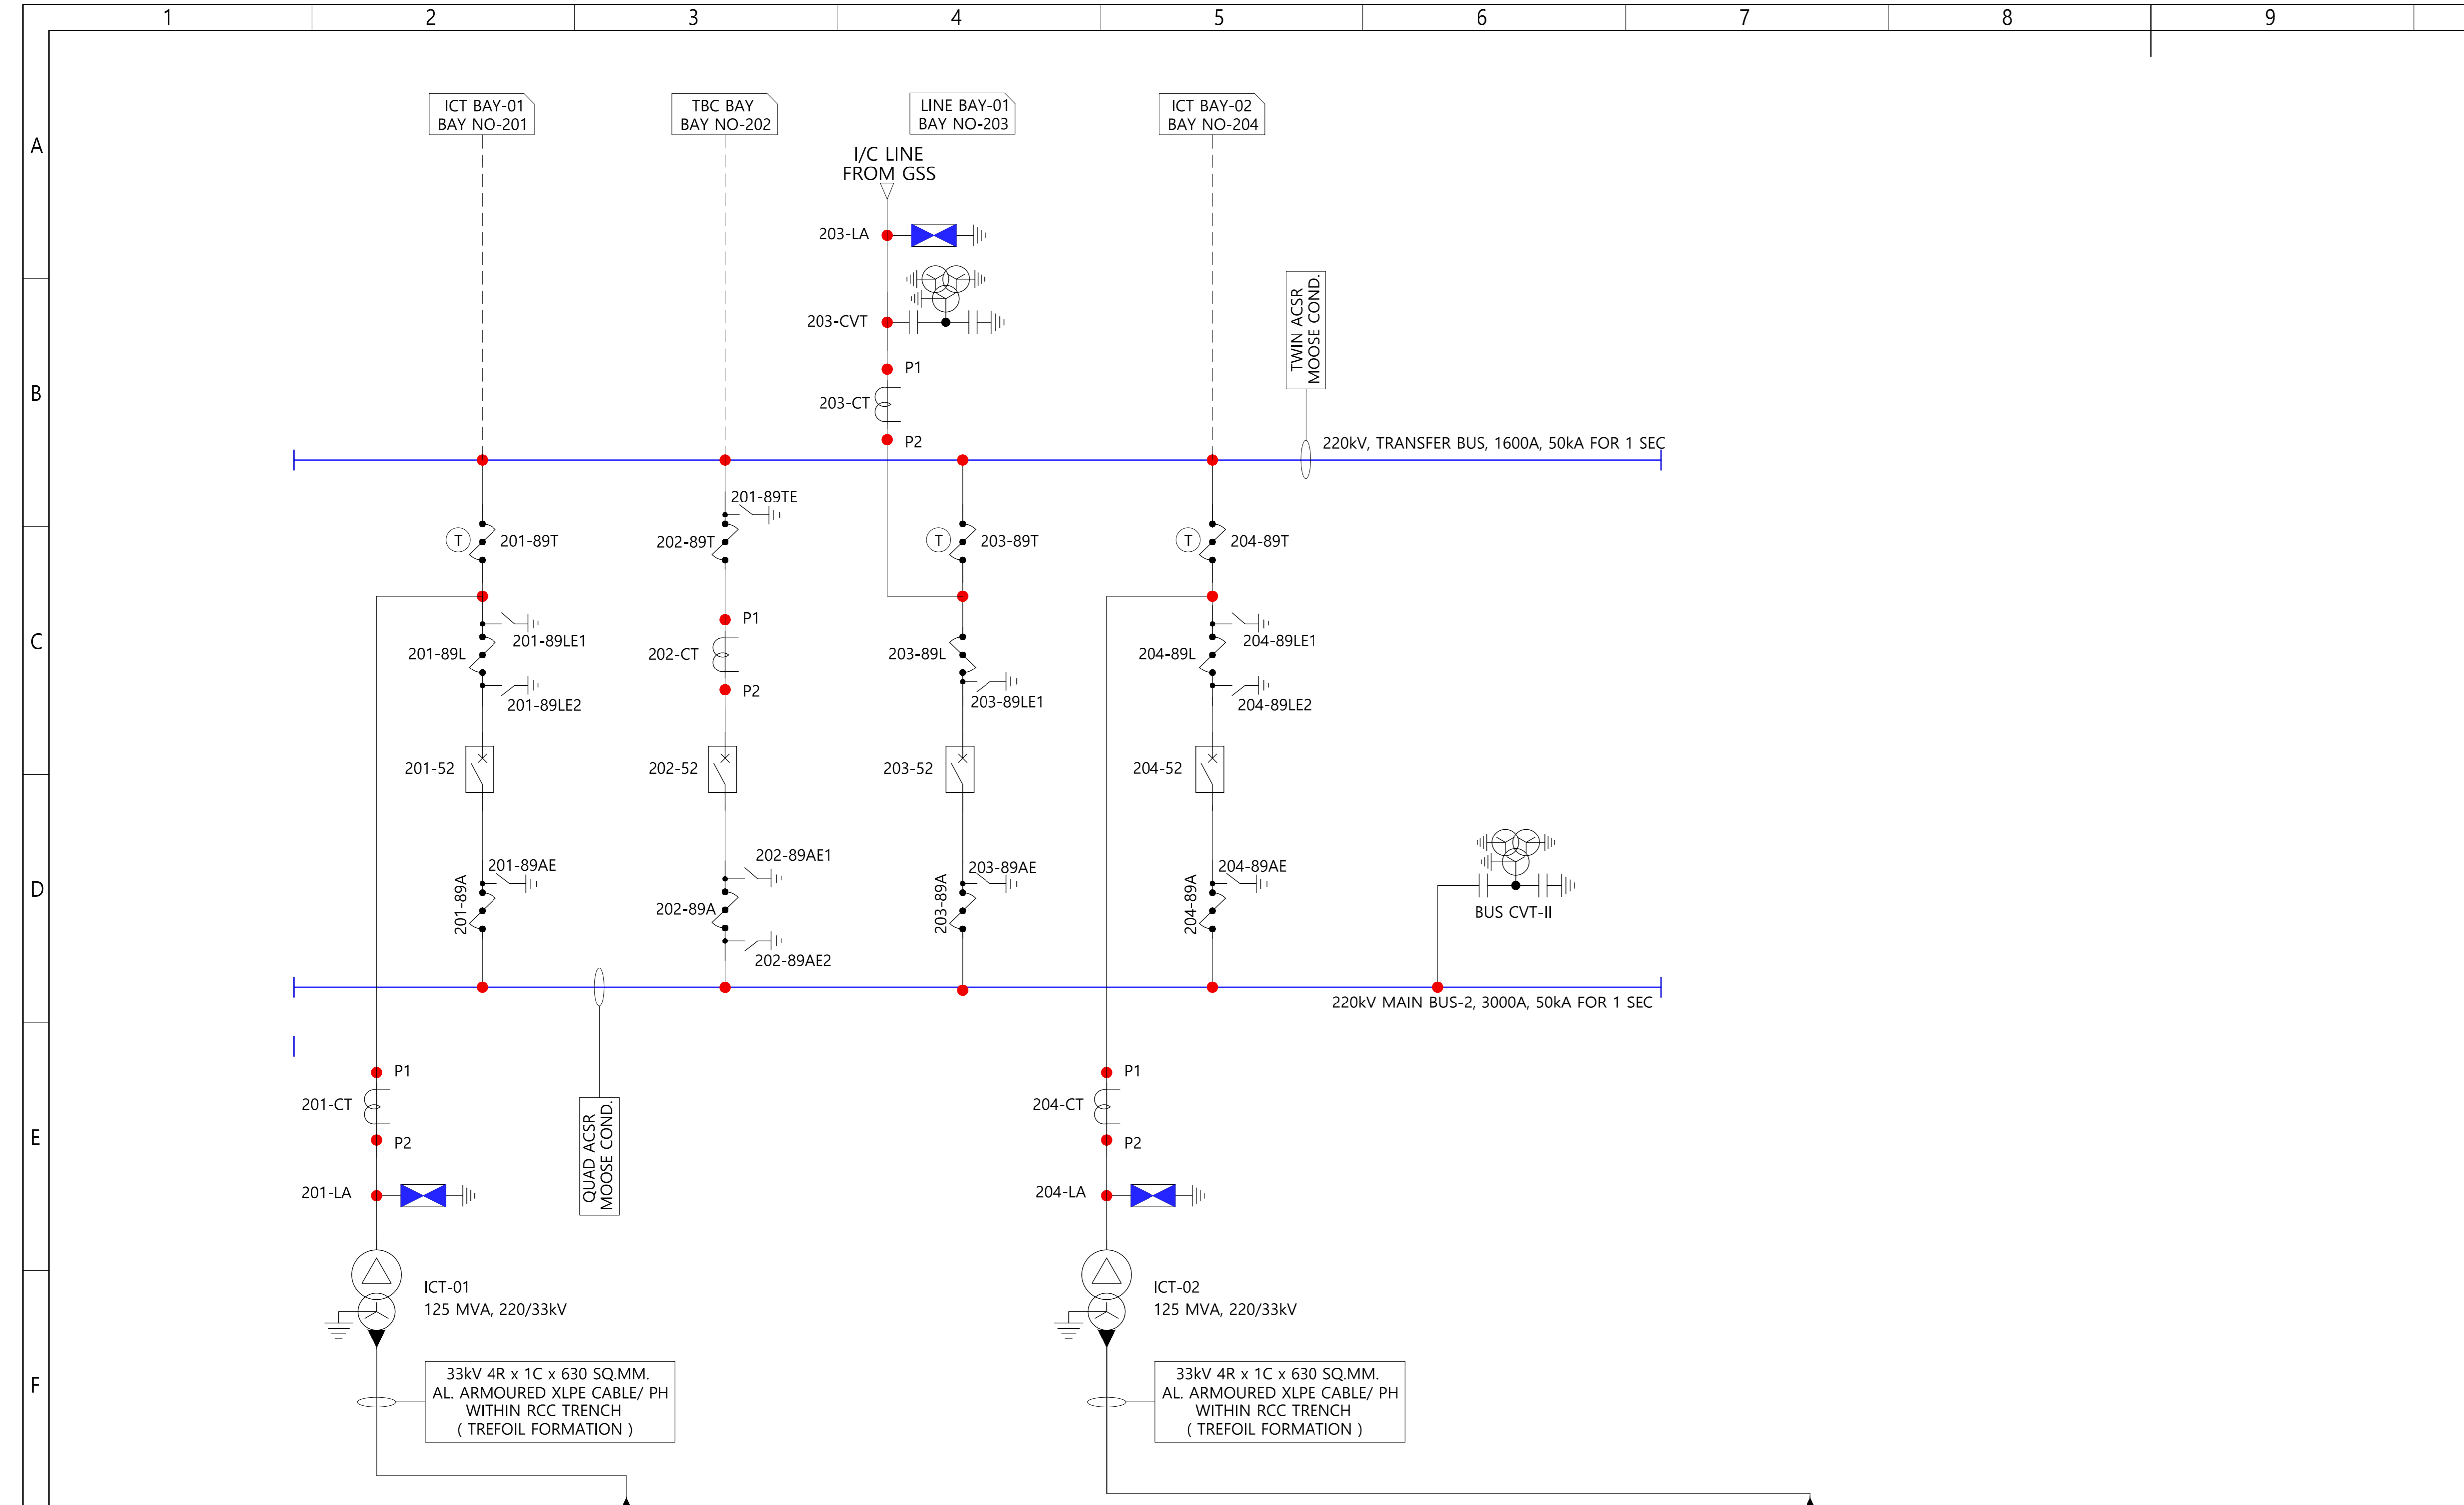 1 2 3 4 5 6 7 8 9
A
B
C
D
E
F
ICT BAY-01
BAY NO-201
TBC BAY
BAY NO-202
LINE BAY-01
BAY NO-203
ICT BAY-02
BAY NO-204
I/C LINE
FROM GSS
203-LA
203-CVT
P1
203-CT
P2
TWIN ACSR
MOOSE COND.
220kV, TRANSFER BUS, 1600A, 50kA FOR 1 SEC
201-89TE
T
201-89T
202-89T
T
203-89T
T
204-89T
P1
201-89LE1
201-89L
202-CT
203-89L
204-89LE1
204-89L
P2
201-89LE2
203-89LE1
204-89LE2
201-52
202-52
203-52
204-52
201-89AE
202-89AE1
203-89AE
204-89AE
201-89A
202-89A
203-89A
204-89A
BUS CVT-II
202-89AE2
220kV MAIN BUS-2, 3000A, 50kA FOR 1 SEC
P1
201-CT
P2
QUAD ACSR
MOOSE COND.
P1
204-CT
P2
201-LA
204-LA
ICT-01
125 MVA, 220/33kV
ICT-02
125 MVA, 220/33kV
33kV 4R x 1C x 630 SQ.MM.
AL. ARMOURED XLPE CABLE/ PH
WITHIN RCC TRENCH
( TREFOIL FORMATION )
33kV 4R x 1C x 630 SQ.MM.
AL. ARMOURED XLPE CABLE/ PH
WITHIN RCC TRENCH
( TREFOIL FORMATION )